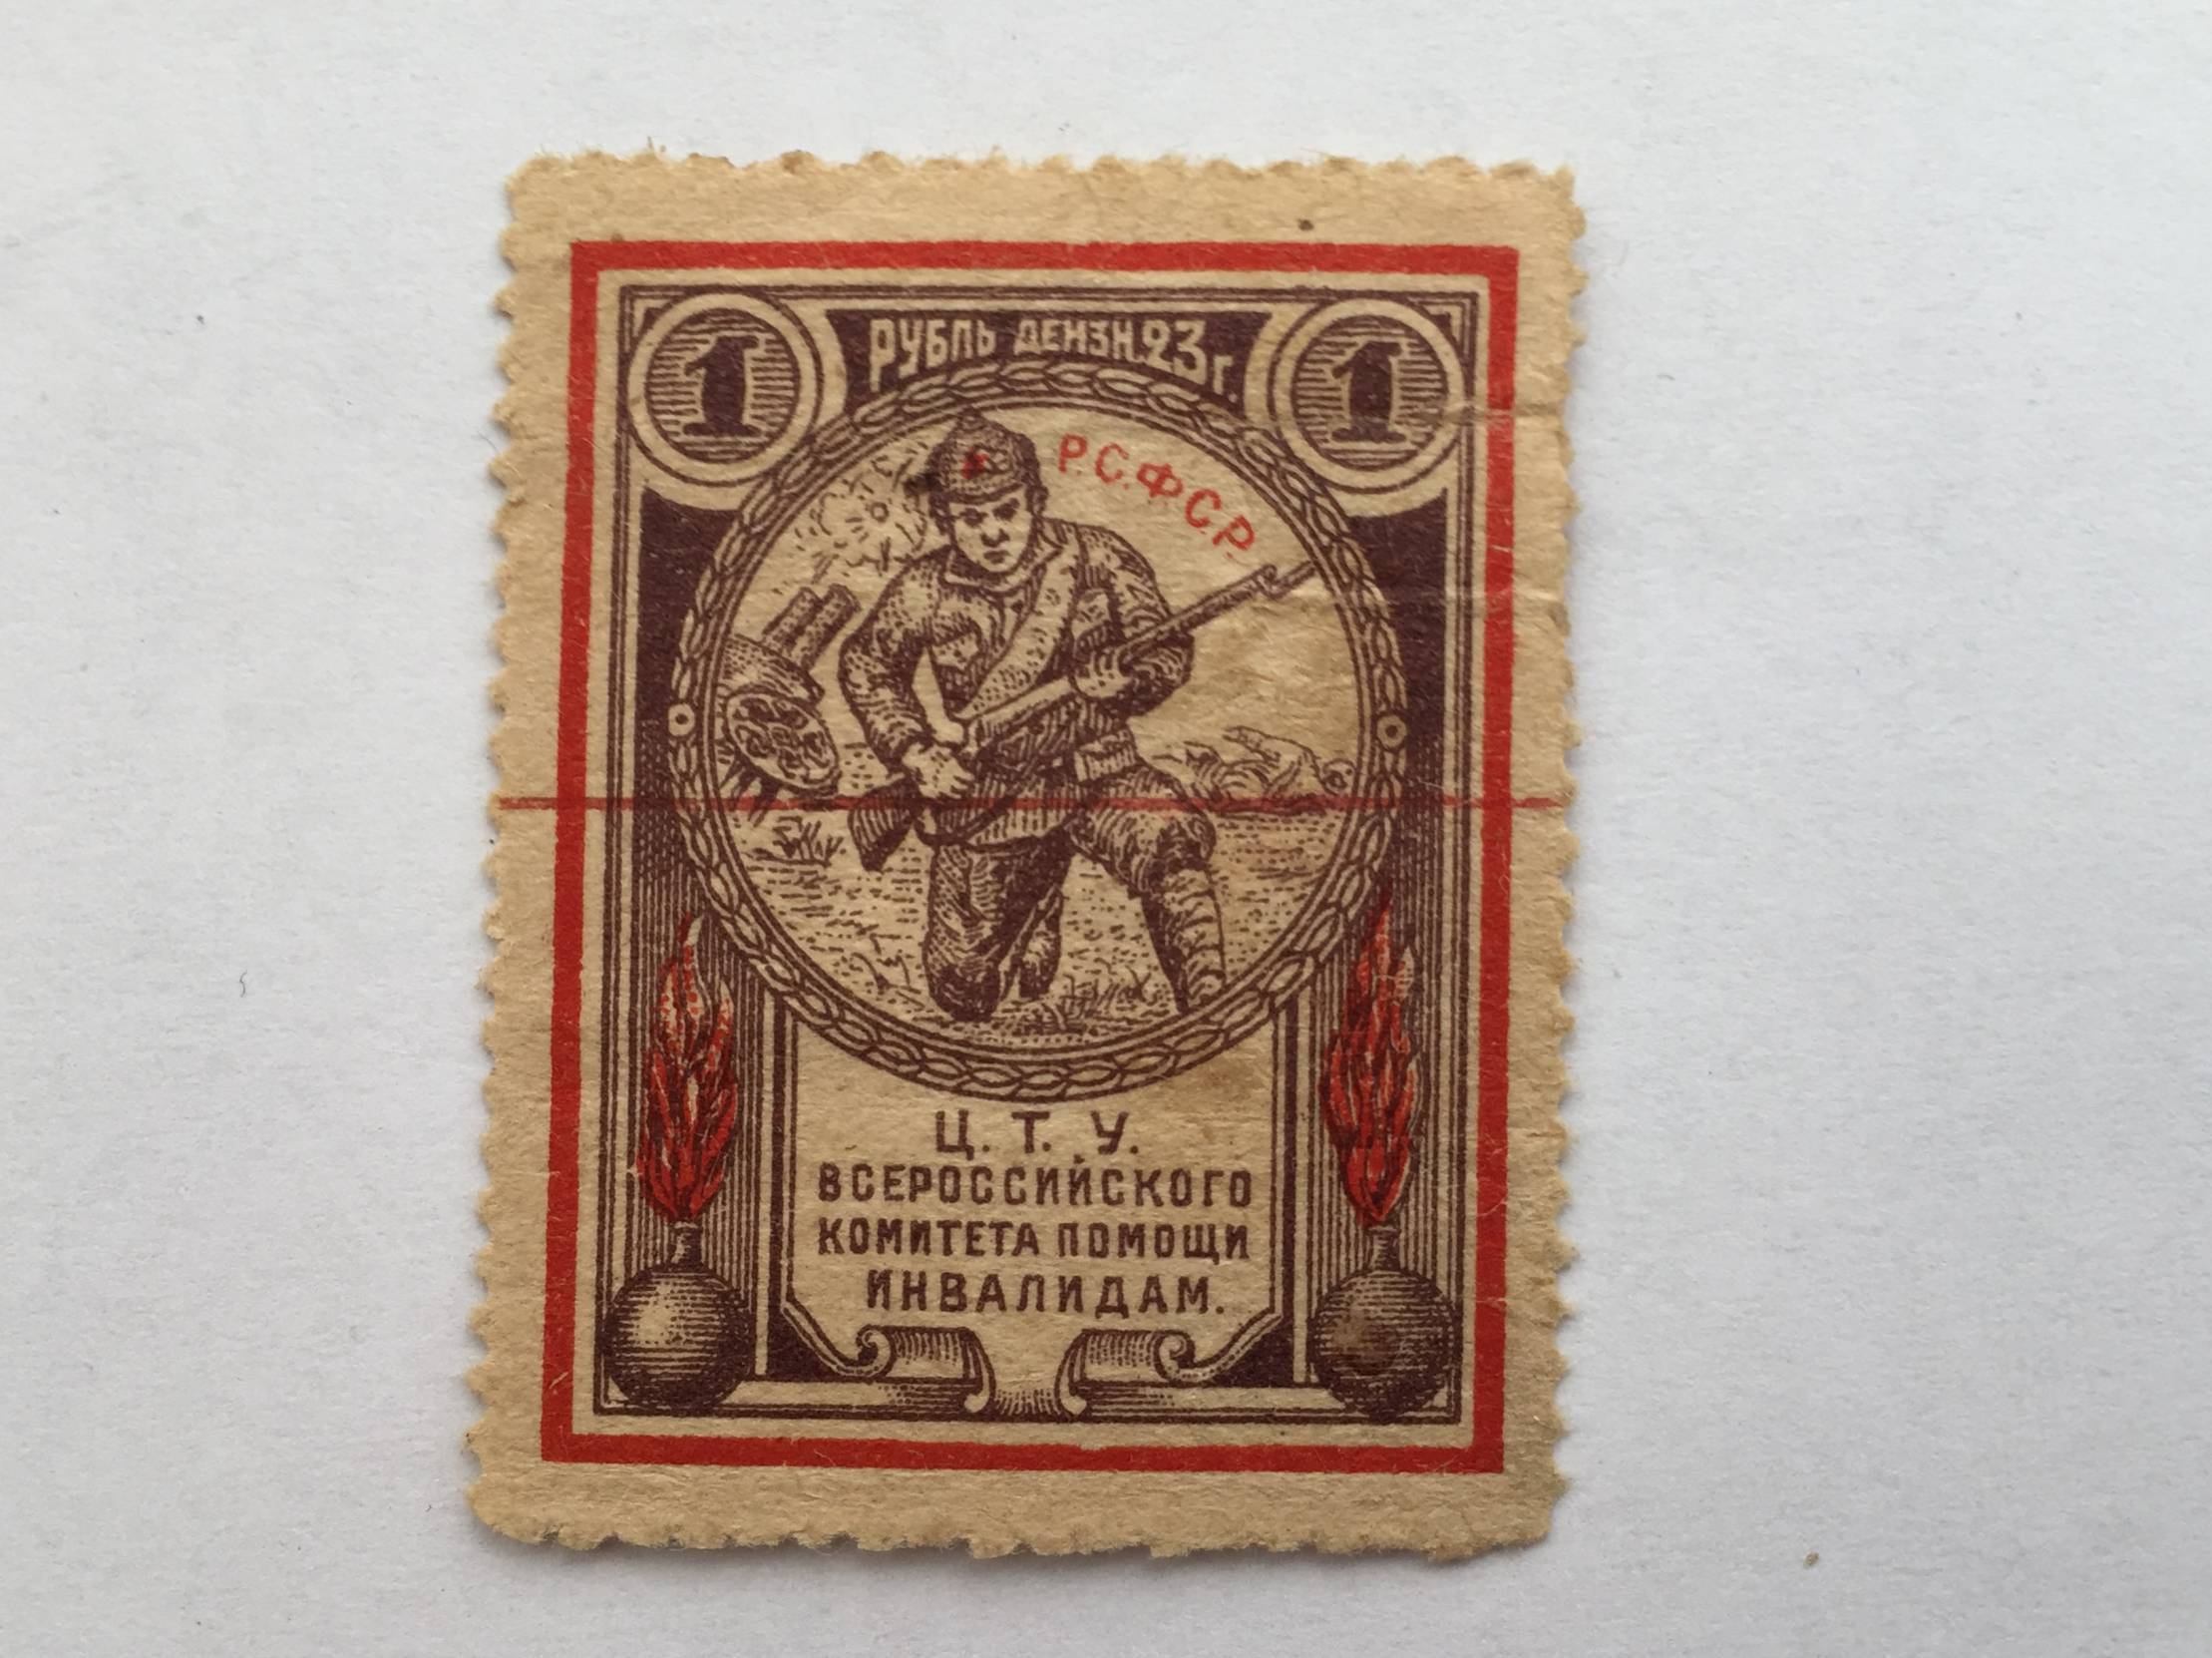 1 РУБЛЬ ДЕНЗН.23г. 1
Р.С.Ф.С.Р.
Ц. Т. У.
ВСЕРОССИЙСКОГО
КОМИТЕТА ПОМОЩИ
ИНВАЛИДАМ.